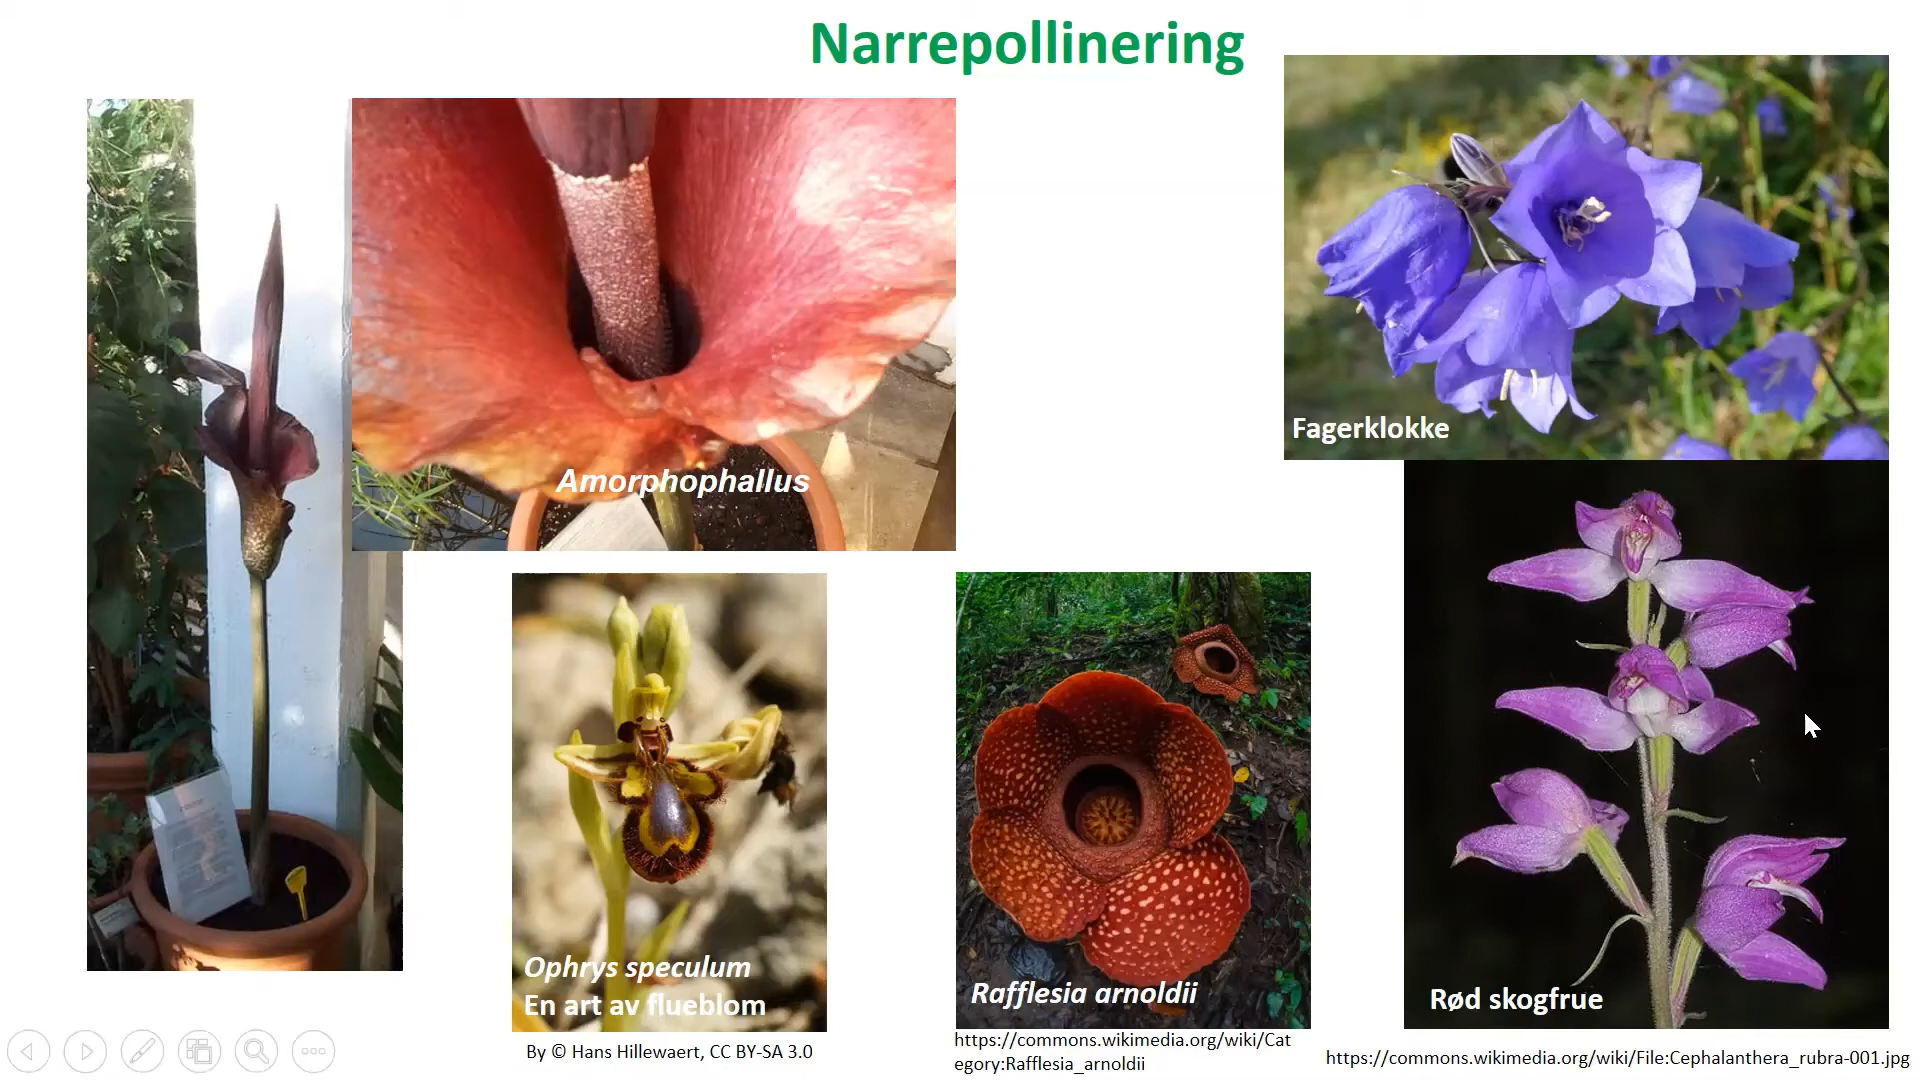 Narrepollinering
Amorphophallus
Fagerklokke
Ophrys speculum
En art av flueblom
By © Hans Hillewaert, CC BY-SA 3.0
Rafflesia arnoldii
https://commons.wikimedia.org/wiki/Cat
egory:Rafflesia_arnoldii
Rød skogfrue
https://commons.wikimedia.org/wiki/File:Cephalanthera_rubra-001.jpg